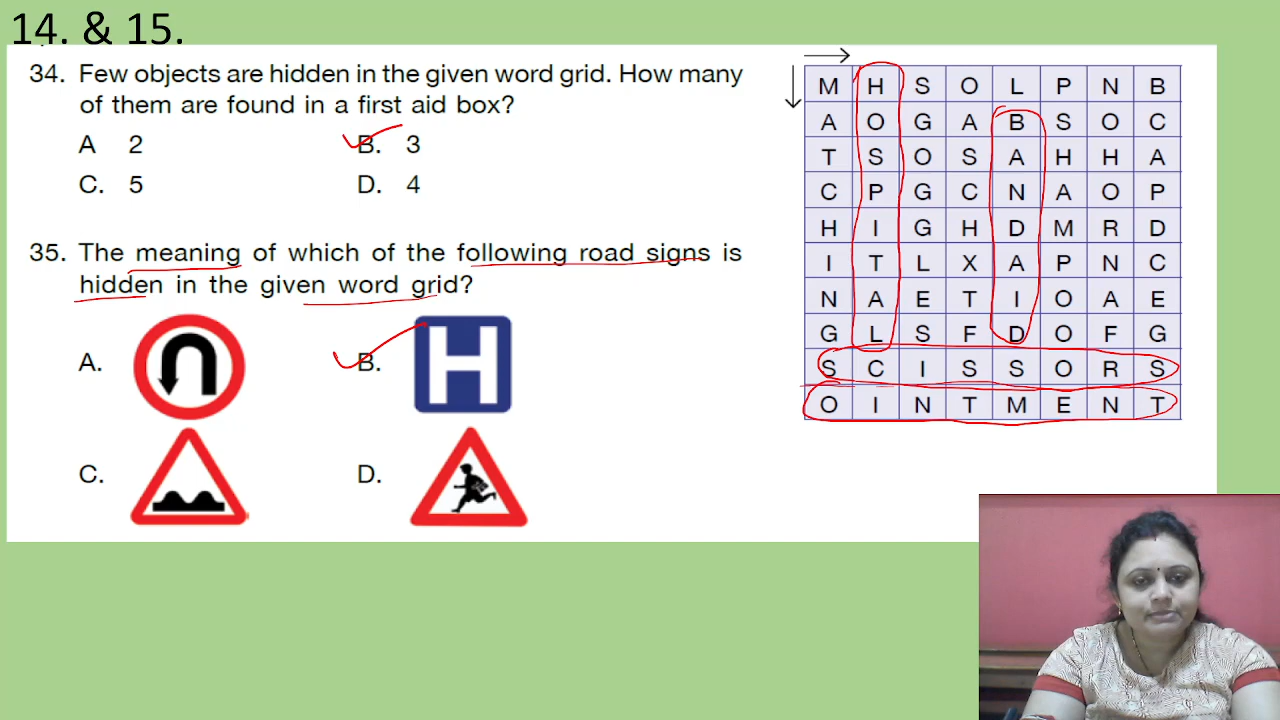 14. & 15.
34. Few objects are hidden in the given word grid. How many
of them are found in a first aid box?
A 2 B. 3
C. 5 D. 4
35. The meaning of which of the following road signs is
hidden in the given word grid?
A. B. H
C. D.
M H S O L P N B
A O G A B S O C
T S O S A H H A
C P G C N A O P
H I G H D M R D
I T L X A P N C
N A E T I O A E
G L S F D O F G
S C I S S O R S
O I N T M E N T